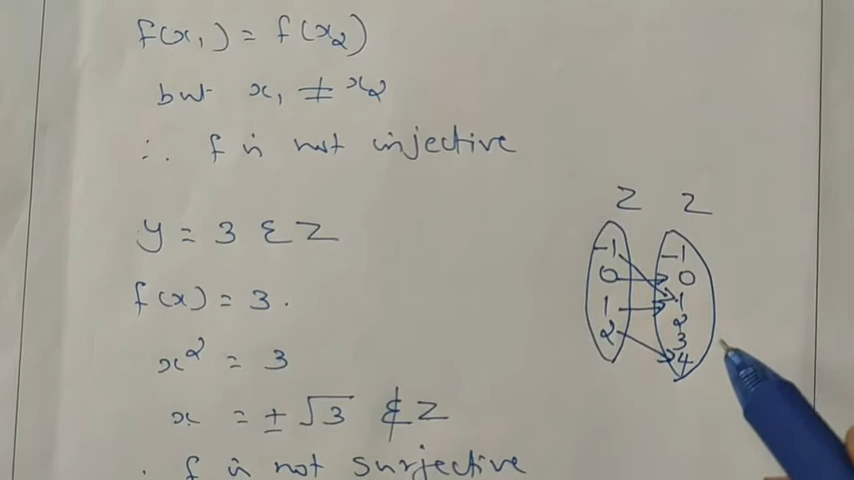 f(x₁) = f(x₂)
but x₁ ≠ x₂
∴ f is not injective
y = 3 ∈ Z
f(x) = 3.
x² = 3
x = ± √3 ∉ Z
∴ f is not surjective
Z Z
-1 -1
0 0
1 1
2 2
3
4